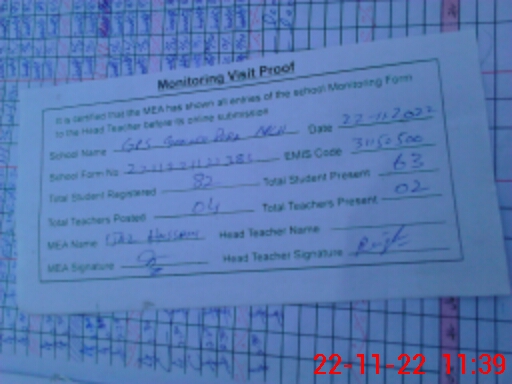 Monitoring Visit Proof
It is certified that the MEA has shown all entries of the school Monitoring Form
to the Head Teacher before its online submission
School Name GPS Date 22-11-2022
School Form No EMIS Code 31150500
Total Student Registered 82 Total Student Present 63
Total Teachers Posted 04 Total Teachers Present 02
MEA Name Hassan Head Teacher Name
MEA Signature Head Teacher Signature
22-11-22 11:39